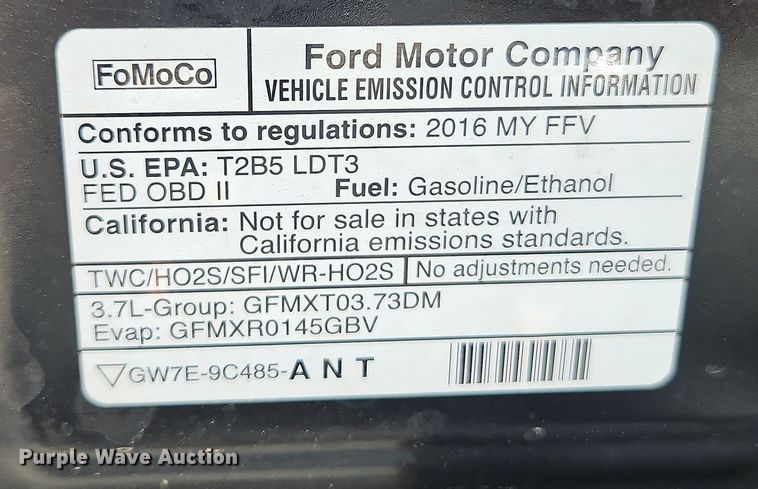 FoMoCo
Ford Motor Company
VEHICLE EMISSION CONTROL INFORMATION
Conforms to regulations: 2016 MY FFV
U.S. EPA: T2B5 LDT3
FED OBD II Fuel: Gasoline/Ethanol
California: Not for sale in states with
California emissions standards.
TWC/HO2S/SFI/WR-HO2S No adjustments needed.
3.7L-Group: GFMXT03.73DM
Evap: GFMXR0145GBV
▽GW7E-9C485-ANT
Purple Wave Auction